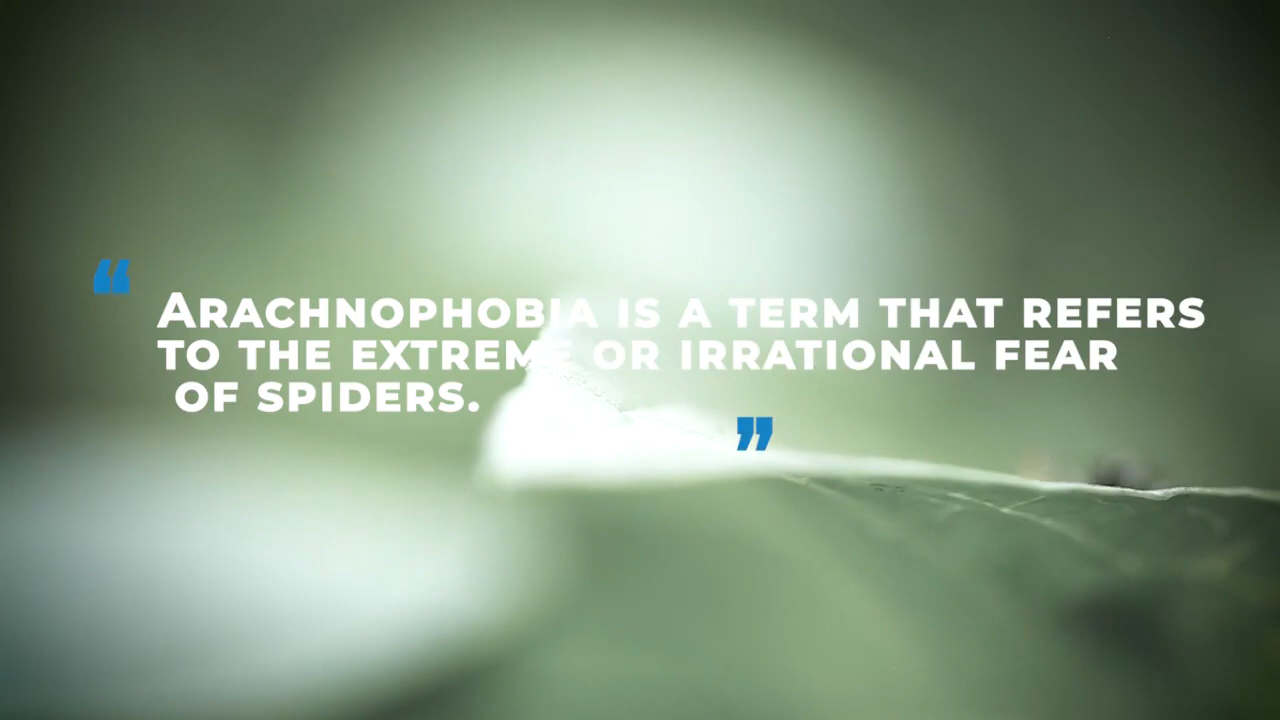 “ Arachnophobia is a term that refers
to the extreme or irrational fear
of spiders. ”